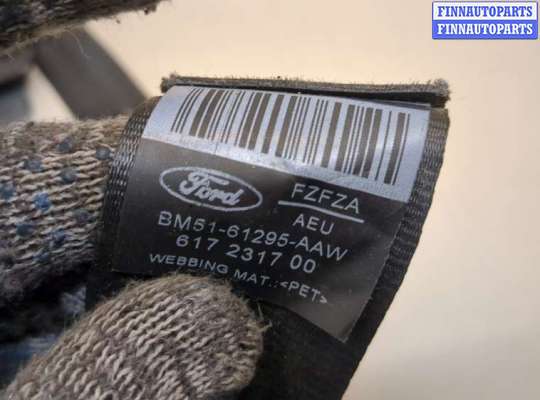 FINNAUTOPARTS
FINNAUTOPARTS
Ford
FZFZA
AEU
BM51-61295-AAW
617 2317 00
WEBBING MAT.:<PET>